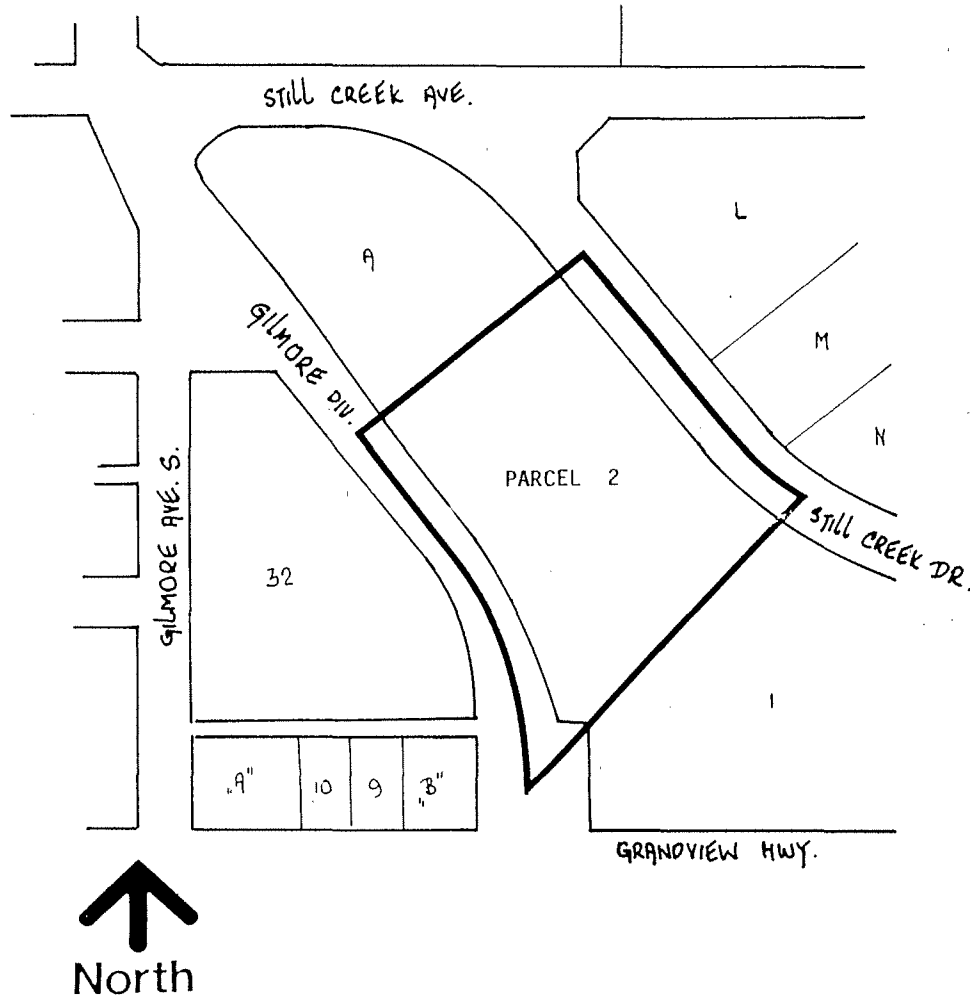 STILL CREEK AVE.
L
A
GILMORE DIV.
M
N
PARCEL 2
GILMORE AVE. S.
STILL CREEK DR.
32
1
„A"
10
9
„B"
GRANDVIEW HWY.
North